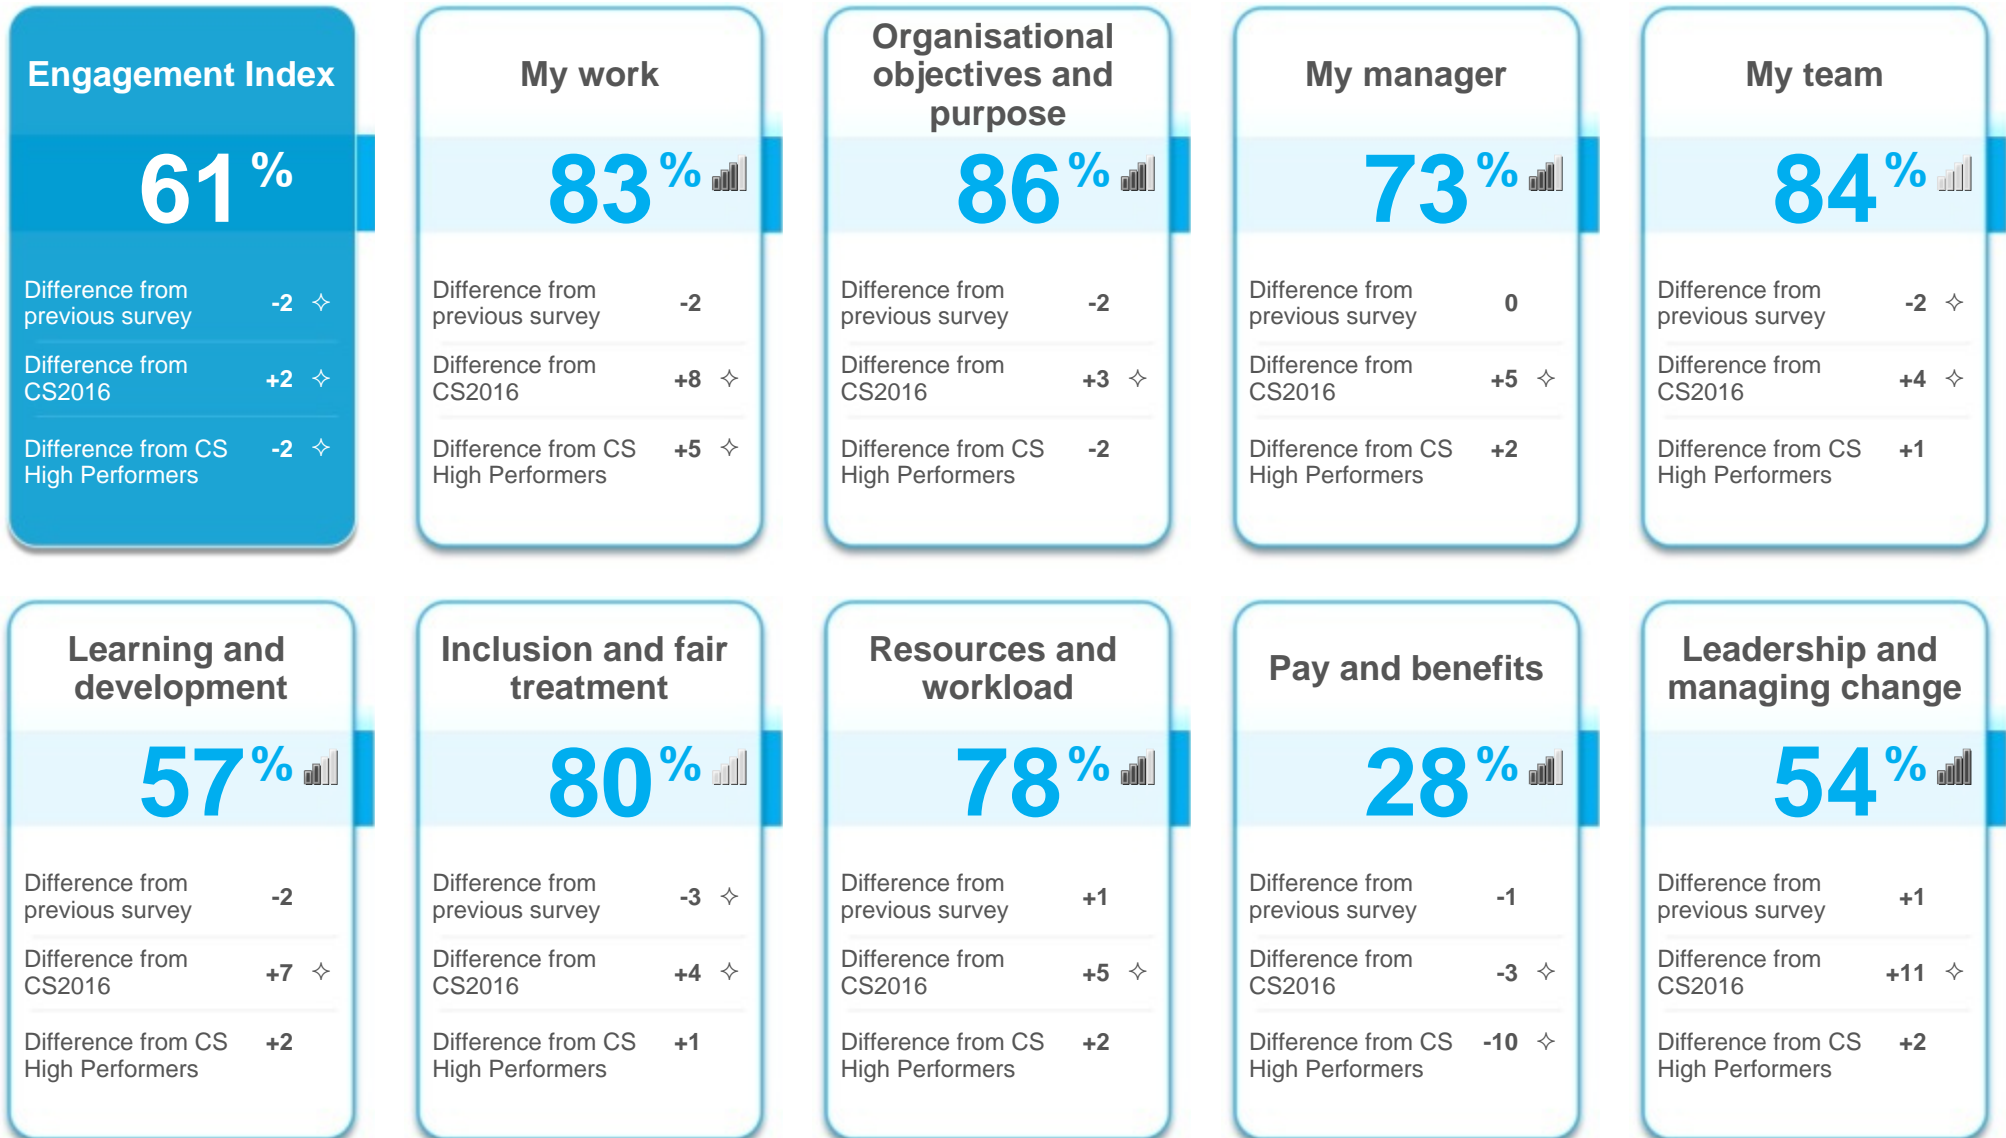 Engagement Index
61%
Difference from
previous survey -2 ✧
Difference from
CS2016 +2 ✧
Difference from CS
High Performers -2 ✧
My work
83%
Difference from
previous survey -2
Difference from
CS2016 +8 ✧
Difference from CS
High Performers +5 ✧
Organisational
objectives and
purpose
86%
Difference from
previous survey -2
Difference from
CS2016 +3 ✧
Difference from CS
High Performers -2
My manager
73%
Difference from
previous survey 0
Difference from
CS2016 +5 ✧
Difference from CS
High Performers +2
My team
84%
Difference from
previous survey -2 ✧
Difference from
CS2016 +4 ✧
Difference from CS
High Performers +1
Learning and
development
57%
Difference from
previous survey -2
Difference from
CS2016 +7 ✧
Difference from CS
High Performers +2
Inclusion and fair
treatment
80%
Difference from
previous survey -3 ✧
Difference from
CS2016 +4 ✧
Difference from CS
High Performers +1
Resources and
workload
78%
Difference from
previous survey +1
Difference from
CS2016 +5 ✧
Difference from CS
High Performers +2
Pay and benefits
28%
Difference from
previous survey -1
Difference from
CS2016 -3 ✧
Difference from CS
High Performers -10 ✧
Leadership and
managing change
54%
Difference from
previous survey +1
Difference from
CS2016 +11 ✧
Difference from CS
High Performers +2